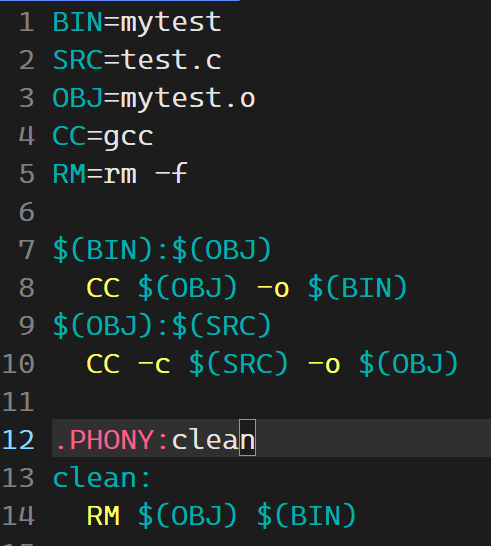 1 BIN=mytest
2 SRC=test.c
3 OBJ=mytest.o
4 CC=gcc
5 RM=rm -f
6
7 $(BIN):$(OBJ)
8   CC $(OBJ) -o $(BIN)
9 $(OBJ):$(SRC)
10   CC -c $(SRC) -o $(OBJ)
11
12 .PHONY:clean
13 clean:
14   RM $(OBJ) $(BIN)